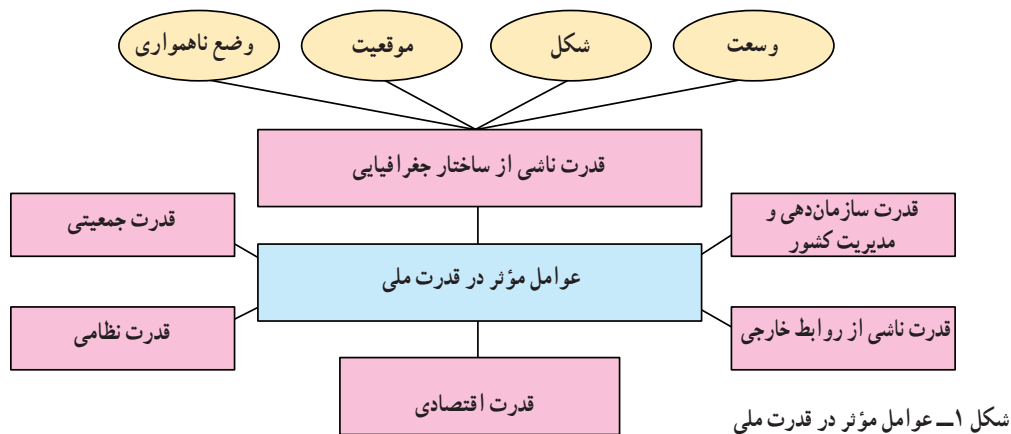 وسعت
شکل
موقعیت
وضع ناهمواری
قدرت ناشی از ساختار جغرافیایی
قدرت سازمان‌دهی و
مدیریت کشور
قدرت جمعیتی
عوامل مؤثر در قدرت ملی
قدرت ناشی از روابط خارجی
قدرت نظامی
قدرت اقتصادی
شکل ۱ــ عوامل مؤثر در قدرت ملی